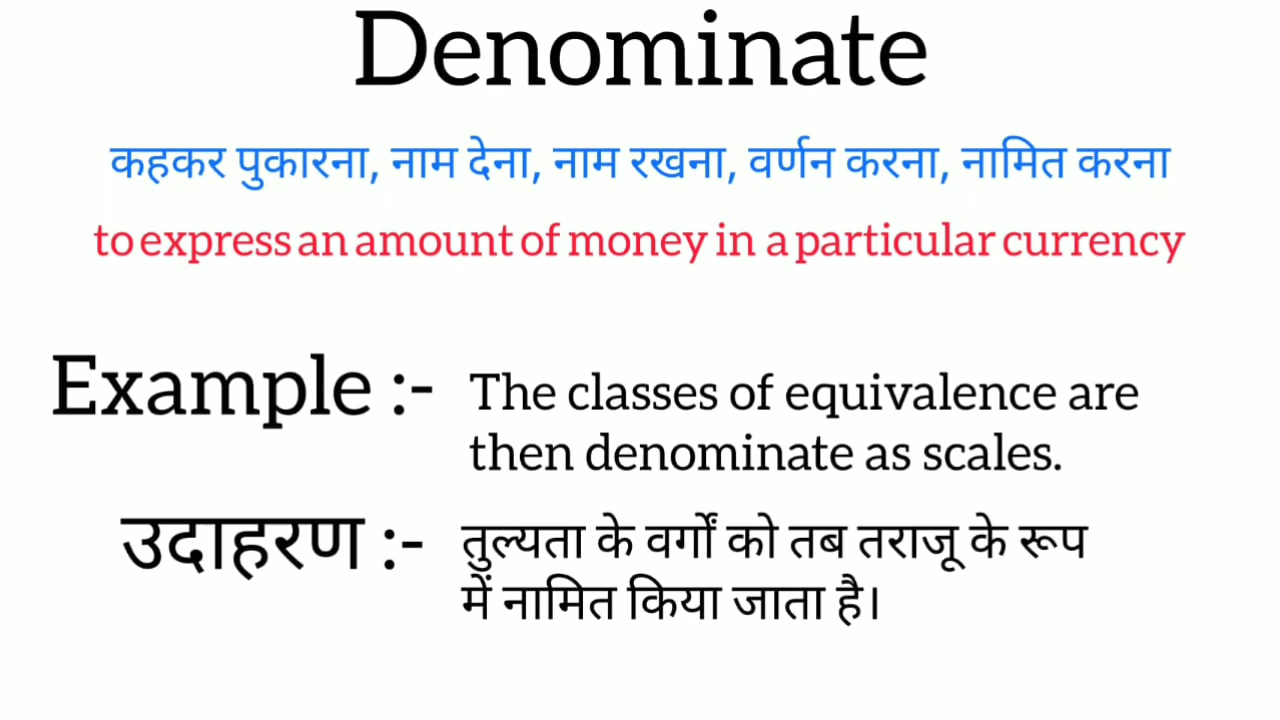 Denominate
कहकर पुकारना, नाम देना, नाम रखना, वर्णन करना, नामित करना
to express an amount of money in a particular currency
Example :- The classes of equivalence are
then denominate as scales.
उदाहरण :- तुल्यता के वर्गों को तब तराजू के रूप
में नामित किया जाता है।